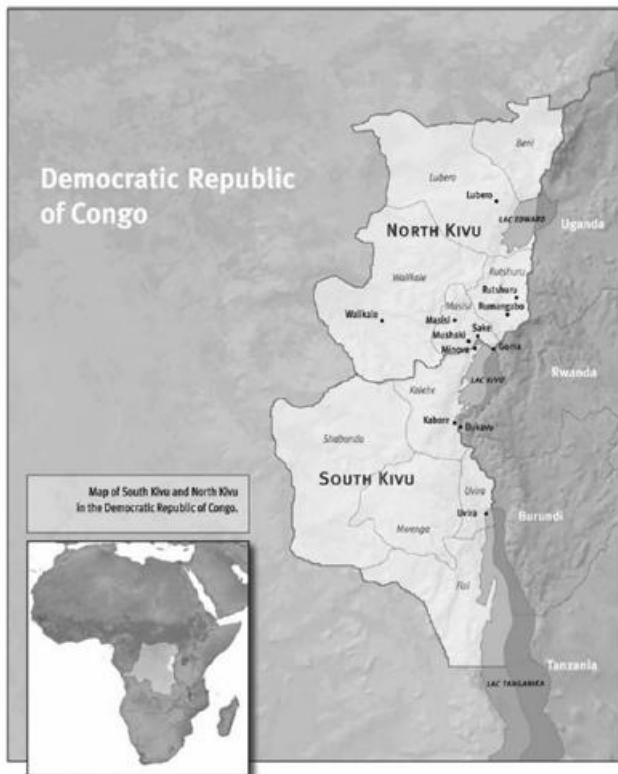 Democratic Republic
of Congo
Beni
Lubero
Lubero
LAC EDWARD
Uganda
NORTH KIVU
Rutshuru
Walikale
Rutshuru
Rumangabo
Masisi
Walikale
Masisi
Sake
Mushaki
Minove
Goma
LAC KIVU
Rwanda
Kalehe
Kabare
Bukavu
Shabunda
SOUTH KIVU
Uvira
Uvira
Burundi
Map of South Kivu and North Kivu
in the Democratic Republic of Congo.
Mwenga
Fizi
Tanzania
LAC TANGANIKA